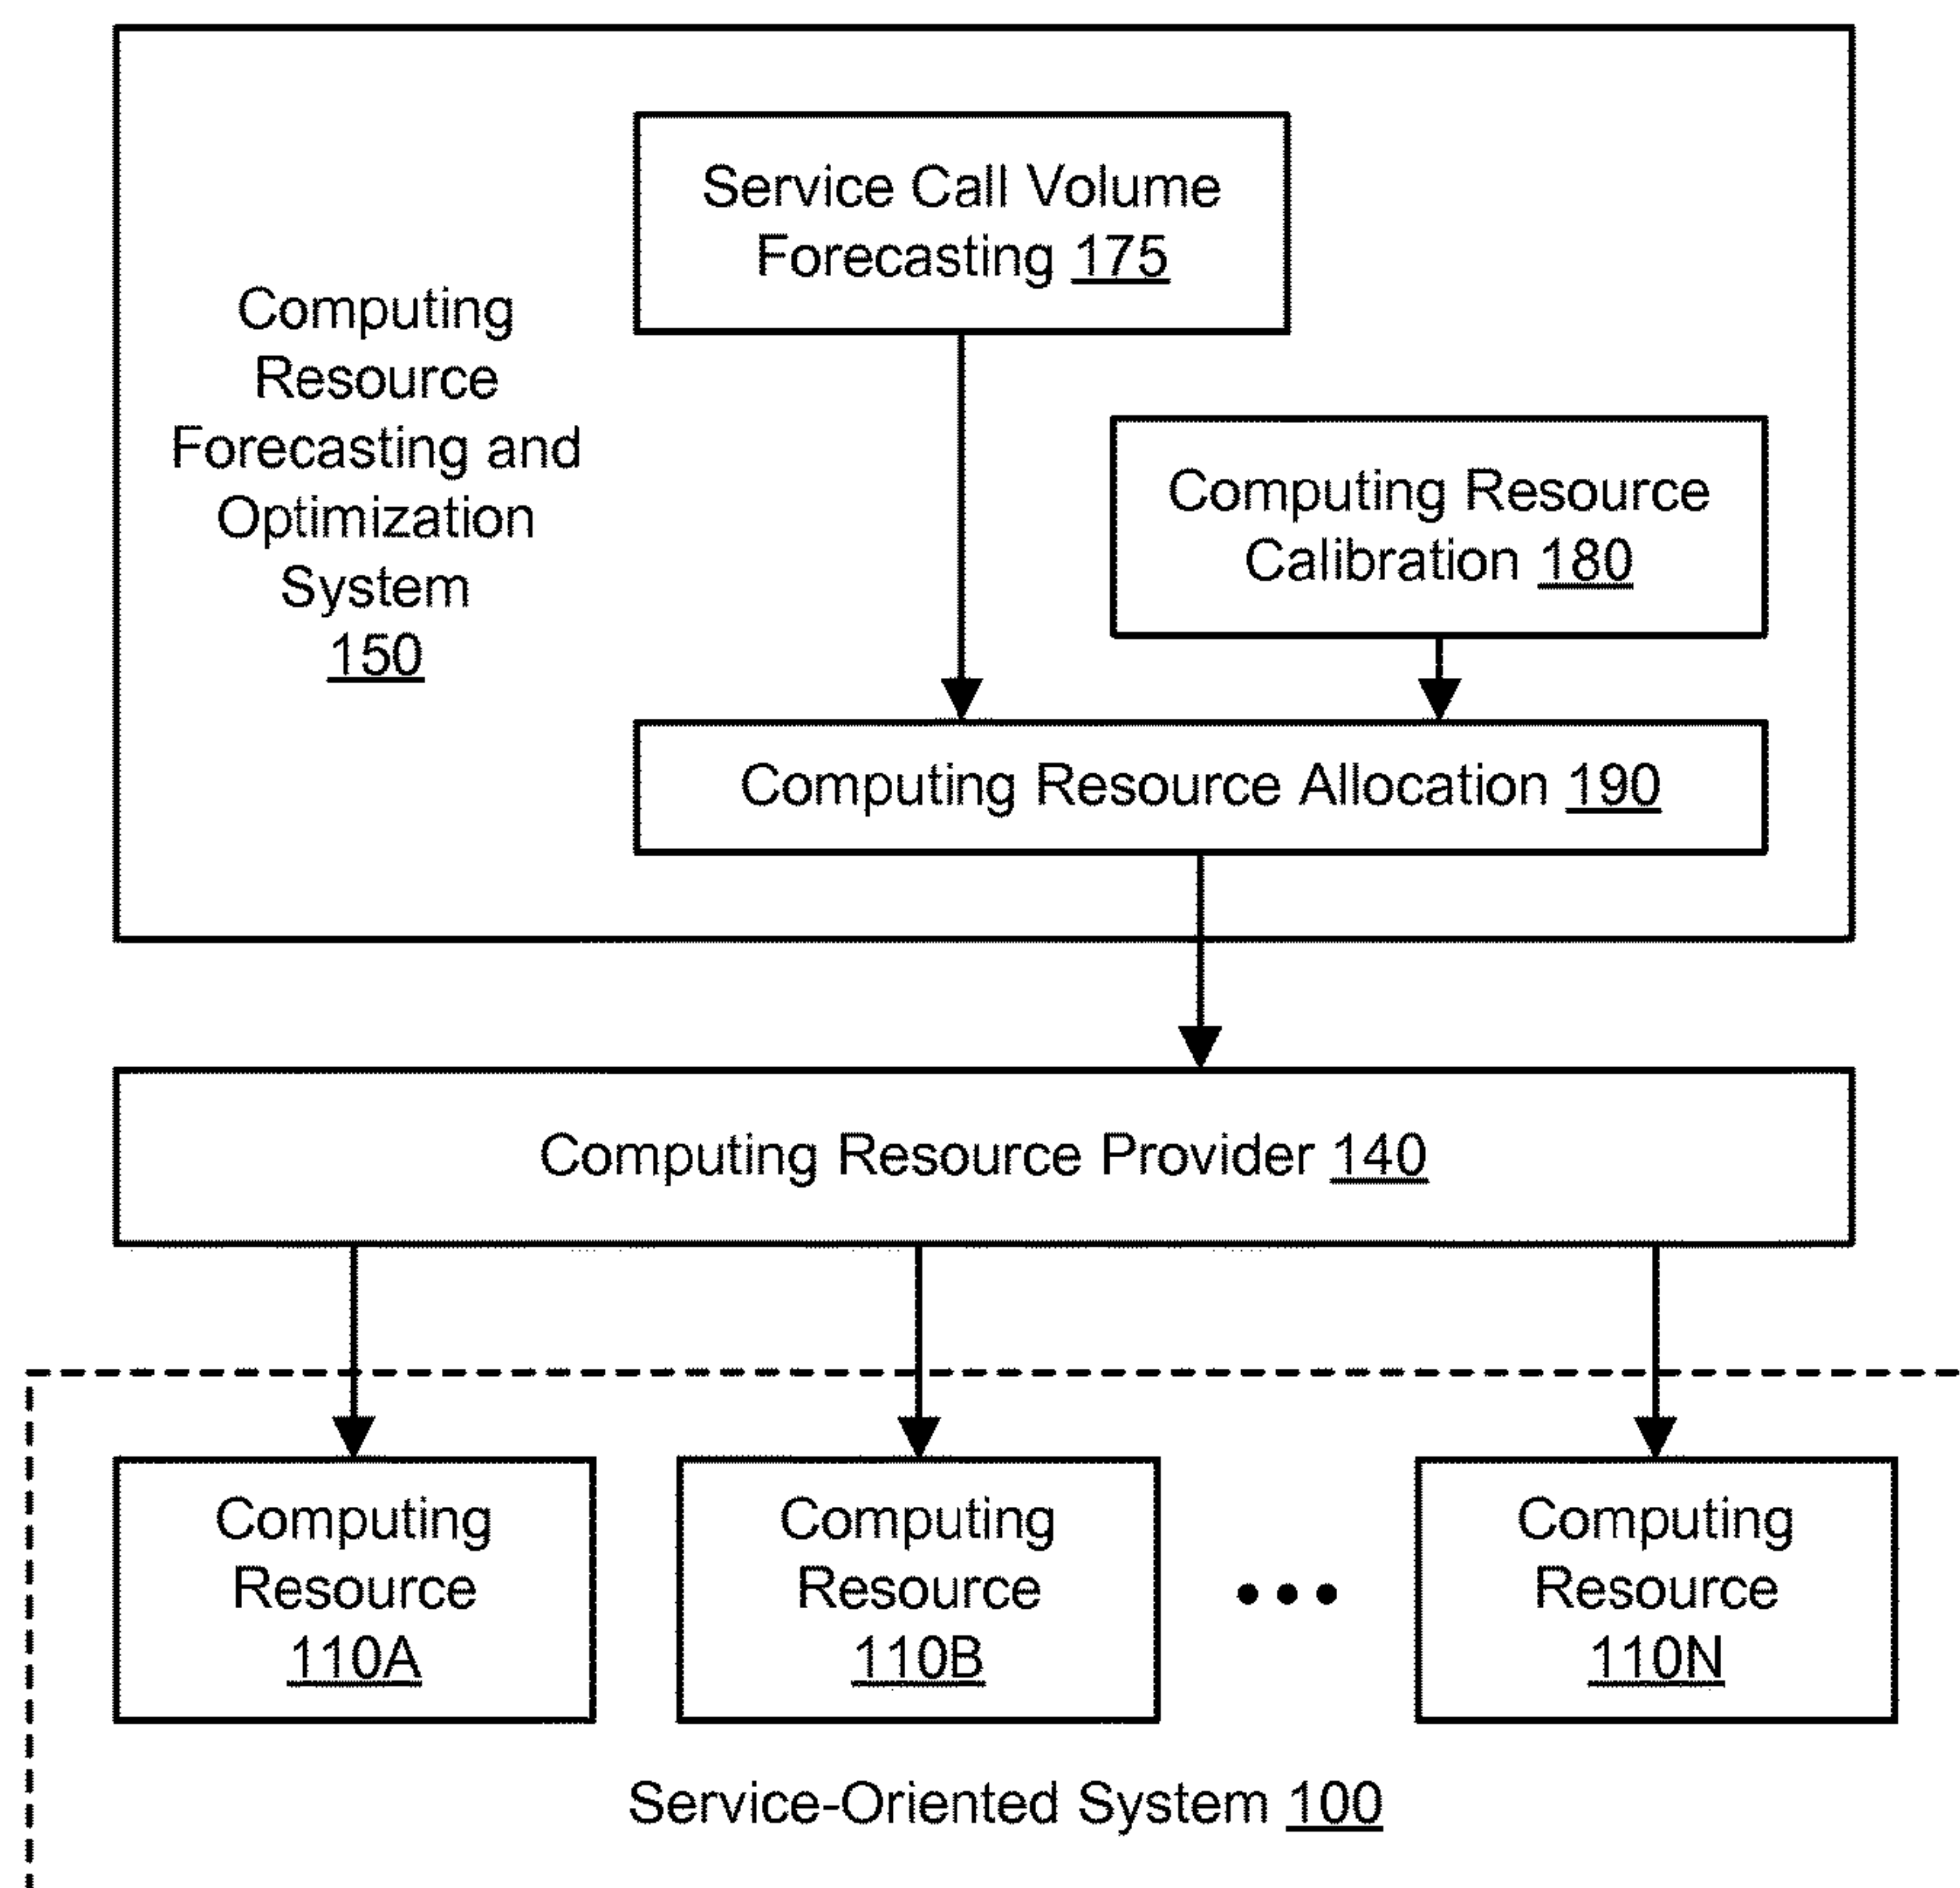 Service Call Volume
Forecasting 175
Computing
Resource
Forecasting and
Optimization
System
150
Computing Resource
Calibration 180
Computing Resource Allocation 190
Computing Resource Provider 140
Computing
Resource
110A
Computing
Resource
110B
Computing
Resource
110N
Service-Oriented System 100